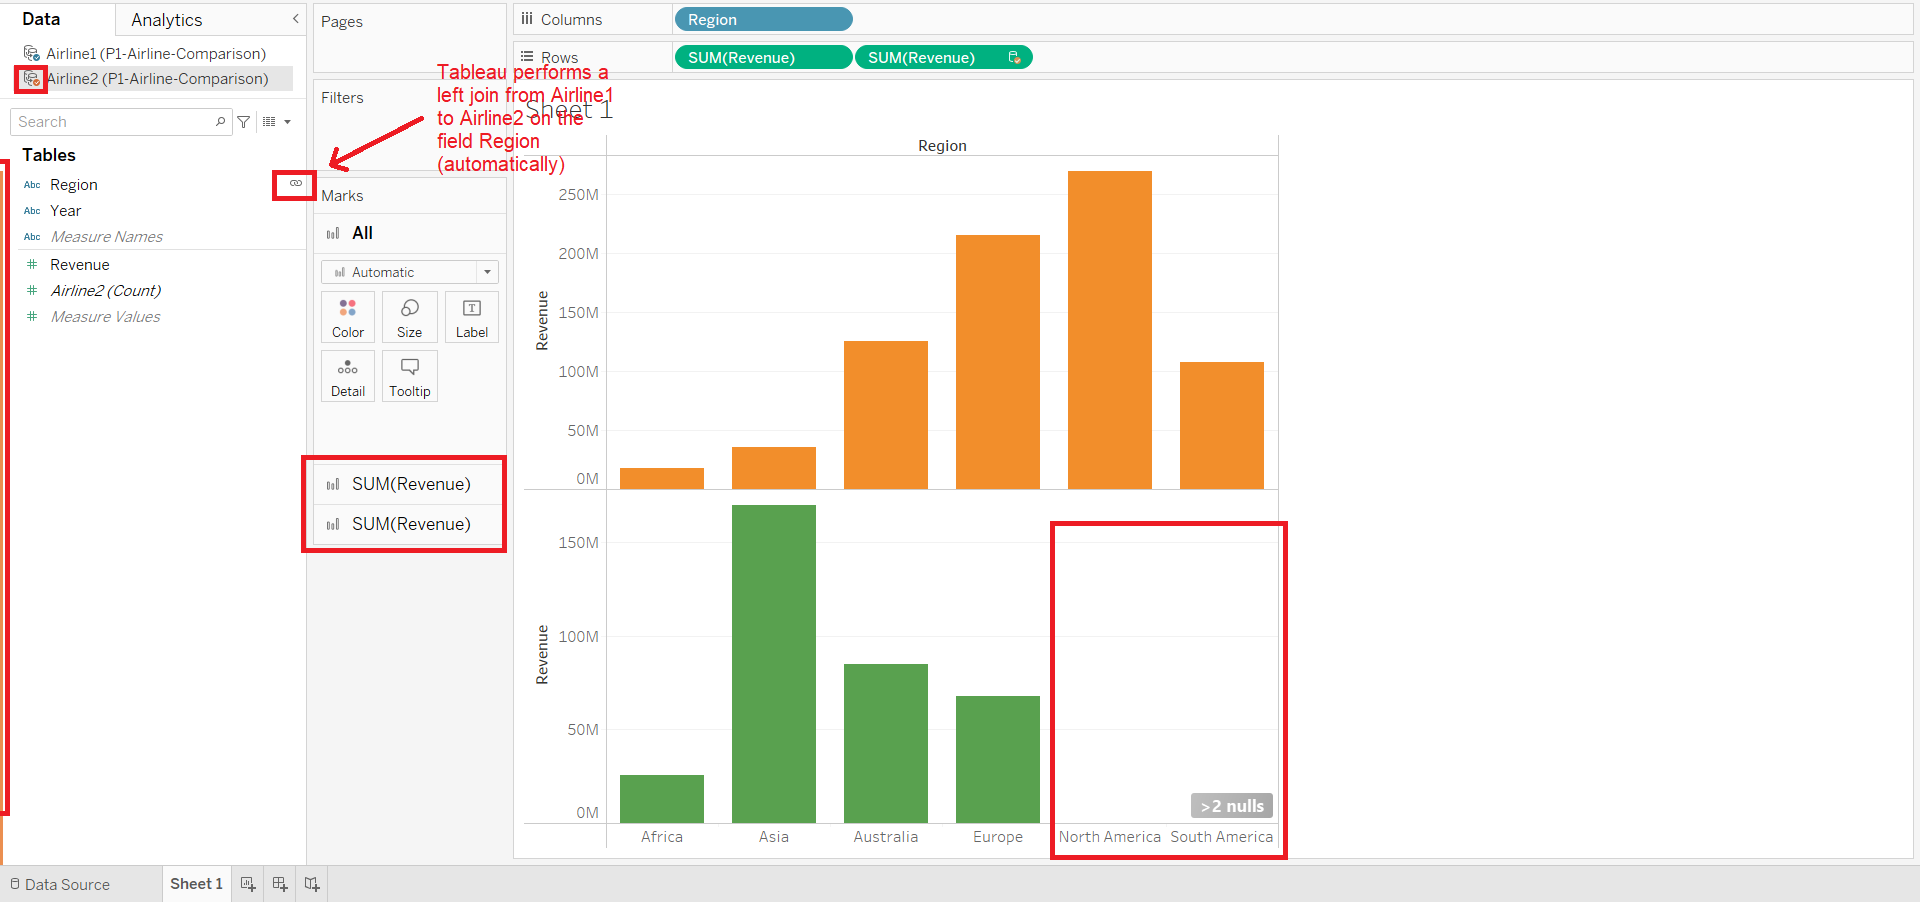 Data
Analytics
Airline1 (P1-Airline-Comparison)
Airline2 (P1-Airline-Comparison)
Search
Tables
Abc Region
Abc Year
Abc Measure Names
# Revenue
# Airline2 (Count)
# Measure Values
Pages
Filters
Tableau performs a
left join from Airline1
to Airline2 on the
field Region
(automatically)
Marks
All
Automatic
Color Size Label
Detail Tooltip
SUM(Revenue)
SUM(Revenue)
Columns Region
Rows SUM(Revenue) SUM(Revenue)
Sheet 1
Region
250M
200M
150M
100M
50M
0M
Revenue
150M
100M
50M
0M
Revenue
>2 nulls
Africa Asia Australia Europe North America South America
Data Source Sheet 1